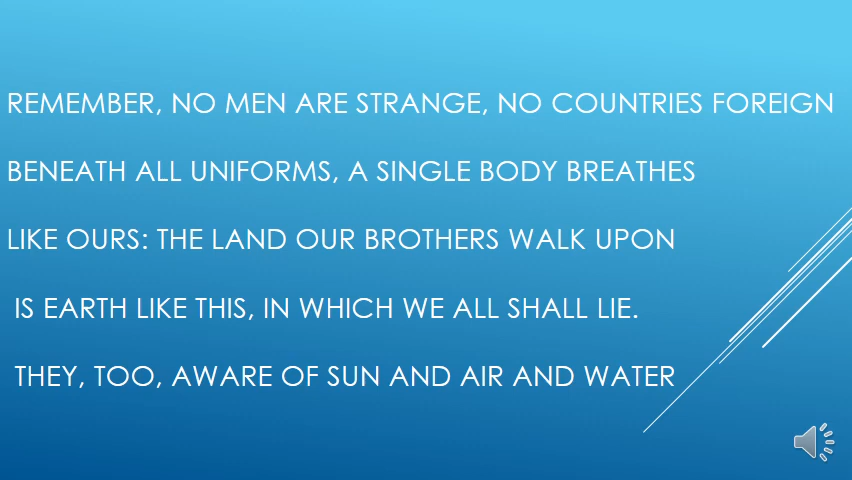 REMEMBER, NO MEN ARE STRANGE, NO COUNTRIES FOREIGN
BENEATH ALL UNIFORMS, A SINGLE BODY BREATHES
LIKE OURS: THE LAND OUR BROTHERS WALK UPON
IS EARTH LIKE THIS, IN WHICH WE ALL SHALL LIE.
THEY, TOO, AWARE OF SUN AND AIR AND WATER